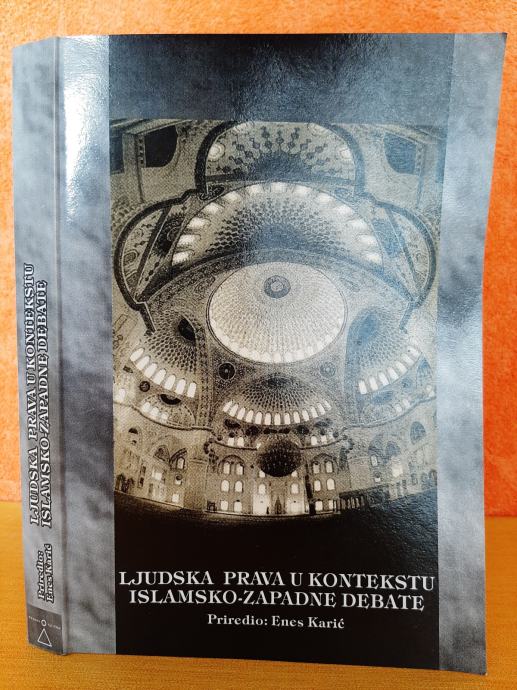 LJUDSKA PRAVA U KONTEKSTU
ISLAMSKO-ZAPADNE DEBATE
Priredio:
Enes Karić
LJUDSKA PRAVA U KONTEKSTU
ISLAMSKO-ZAPADNE DEBATE
Priredio: Enes Karić